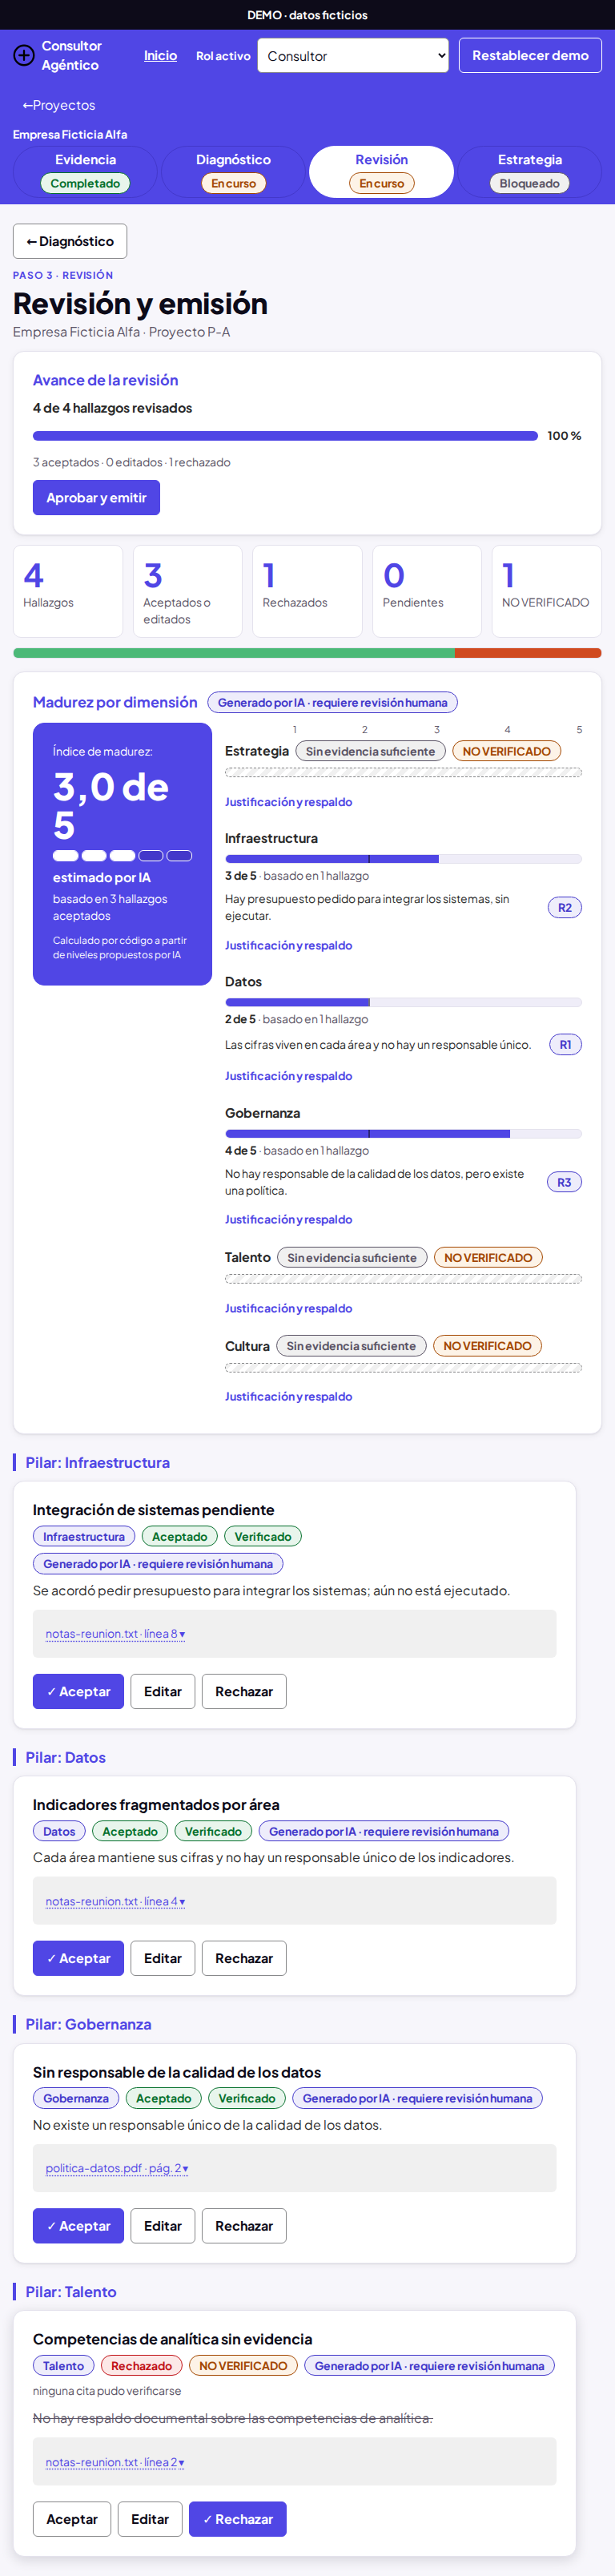 DEMO · datos ficticios
Consultor
Agéntico
Inicio
Rol activo
Consultor
Restablecer demo
←Proyectos
Empresa Ficticia Alfa
Evidencia
Completado
Diagnóstico
En curso
Revisión
En curso
Estrategia
Bloqueado
← Diagnóstico
PASO 3 · REVISIÓN
Revisión y emisión
Empresa Ficticia Alfa · Proyecto P-A
Avance de la revisión
4 de 4 hallazgos revisados
100 %
3 aceptados · 0 editados · 1 rechazado
Aprobar y emitir
4
Hallazgos
3
Aceptados o
editados
1
Rechazados
0
Pendientes
1
NO VERIFICADO
Madurez por dimensión
Generado por IA · requiere revisión humana
Índice de madurez:
3,0 de
5
estimado por IA
basado en 3 hallazgos
aceptados
Calculado por código a partir
de niveles propuestos por IA
1 2 3 4 5
Estrategia Sin evidencia suficiente NO VERIFICADO
Justificación y respaldo
Infraestructura
3 de 5 · basado en 1 hallazgo
Hay presupuesto pedido para integrar los sistemas, sin
ejecutar.
R2
Justificación y respaldo
Datos
2 de 5 · basado en 1 hallazgo
Las cifras viven en cada área y no hay un responsable único.
R1
Justificación y respaldo
Gobernanza
4 de 5 · basado en 1 hallazgo
No hay responsable de la calidad de los datos, pero existe
una política.
R3
Justificación y respaldo
Talento Sin evidencia suficiente NO VERIFICADO
Justificación y respaldo
Cultura Sin evidencia suficiente NO VERIFICADO
Justificación y respaldo
Pilar: Infraestructura
Integración de sistemas pendiente
Infraestructura Aceptado Verificado
Generado por IA · requiere revisión humana
Se acordó pedir presupuesto para integrar los sistemas; aún no está ejecutado.
notas-reunion.txt · línea 8 ▾
✓ Aceptar Editar Rechazar
Pilar: Datos
Indicadores fragmentados por área
Datos Aceptado Verificado Generado por IA · requiere revisión humana
Cada área mantiene sus cifras y no hay un responsable único de los indicadores.
notas-reunion.txt · línea 4 ▾
✓ Aceptar Editar Rechazar
Pilar: Gobernanza
Sin responsable de la calidad de los datos
Gobernanza Aceptado Verificado Generado por IA · requiere revisión humana
No existe un responsable único de la calidad de los datos.
politica-datos.pdf · pág. 2 ▾
✓ Aceptar Editar Rechazar
Pilar: Talento
Competencias de analítica sin evidencia
Talento Rechazado NO VERIFICADO Generado por IA · requiere revisión humana
ninguna cita pudo verificarse
No hay respaldo documental sobre las competencias de analítica.
notas-reunion.txt · línea 2 ▾
Aceptar Editar ✓ Rechazar